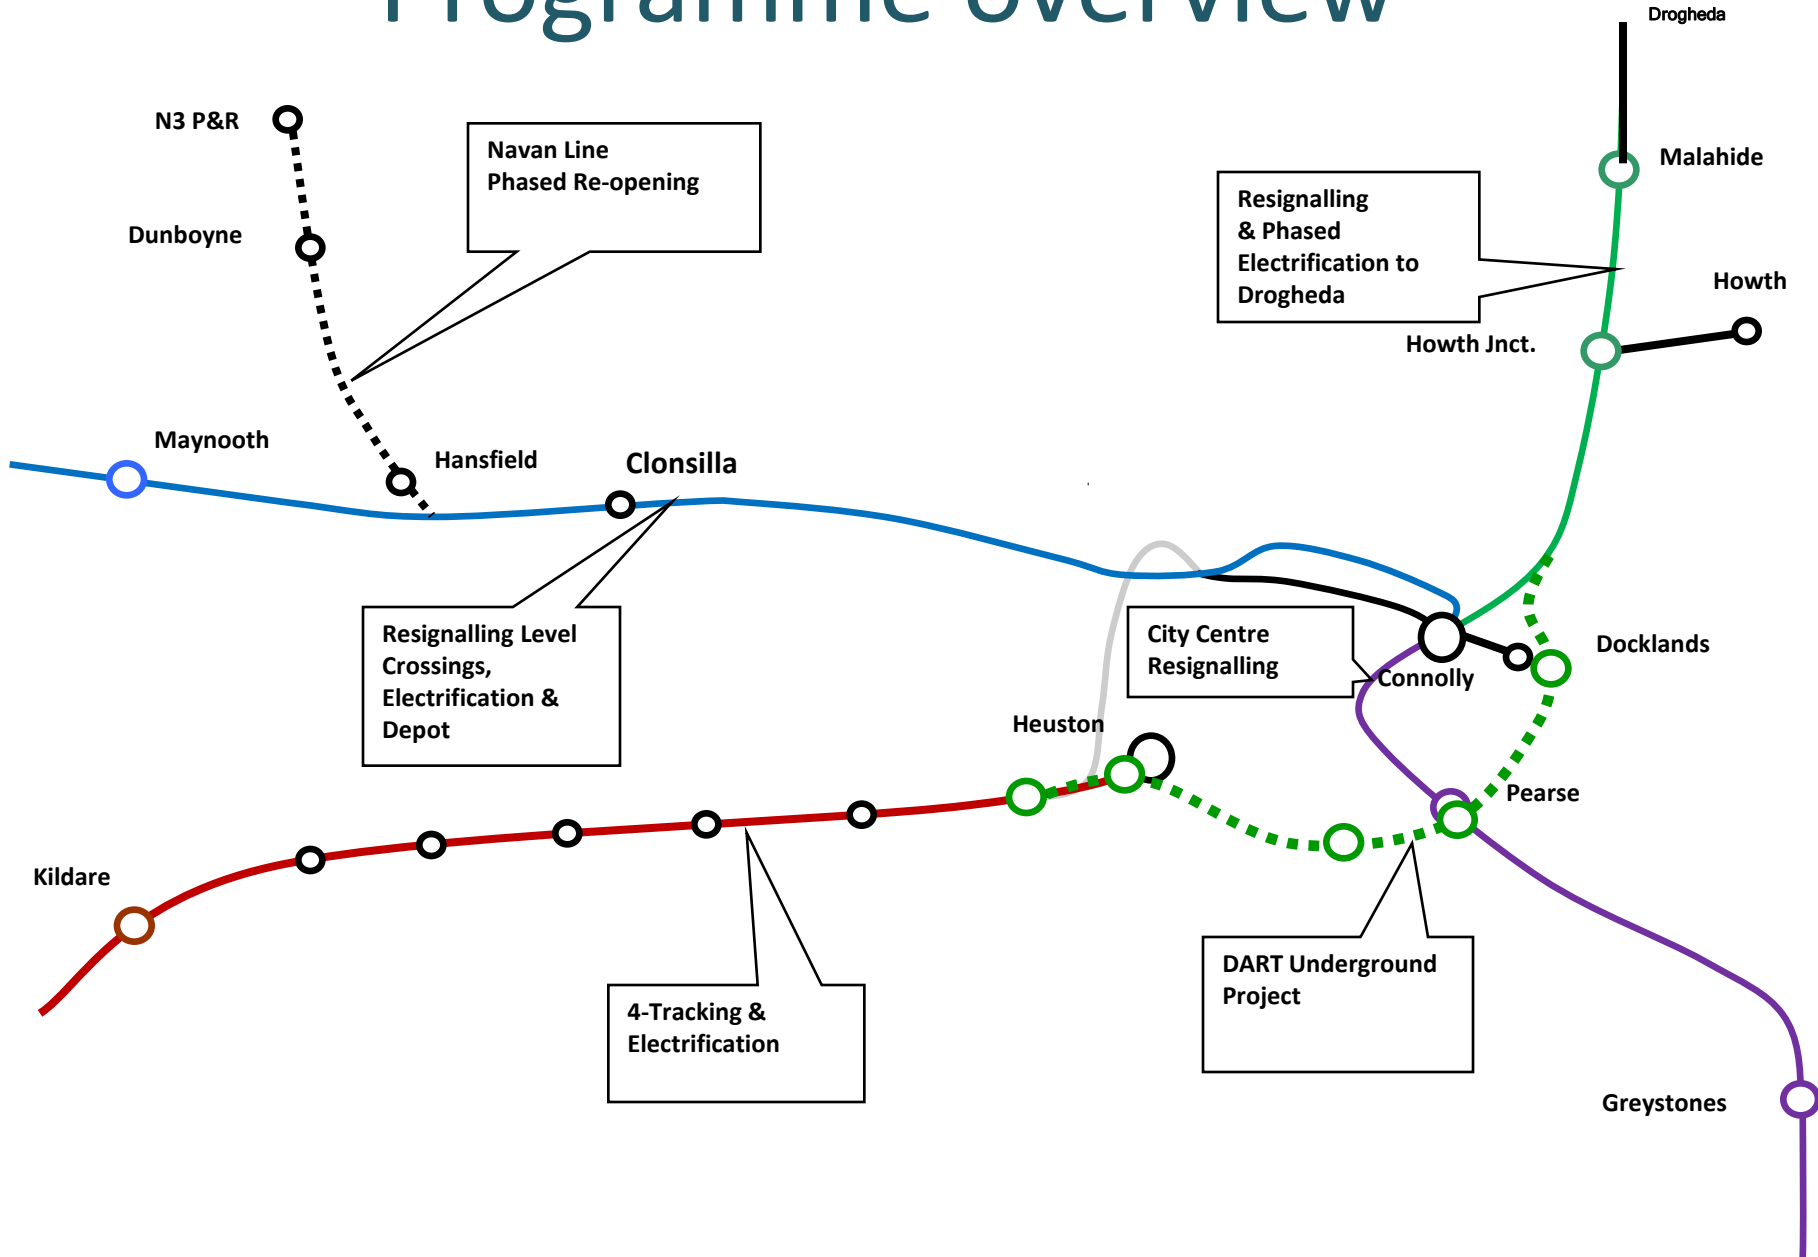 Programme overview
Drogheda
N3 P&R
Navan Line
Phased Re-opening
Malahide
Resignalling
& Phased
Electrification to
Drogheda
Dunboyne
Howth
Howth Jnct.
Maynooth
Hansfield
Clonsilla
Resignalling Level
Crossings,
Electrification &
Depot
City Centre
Resignalling
Docklands
Connolly
Heuston
Pearse
Kildare
DART Underground
Project
4-Tracking &
Electrification
Greystones